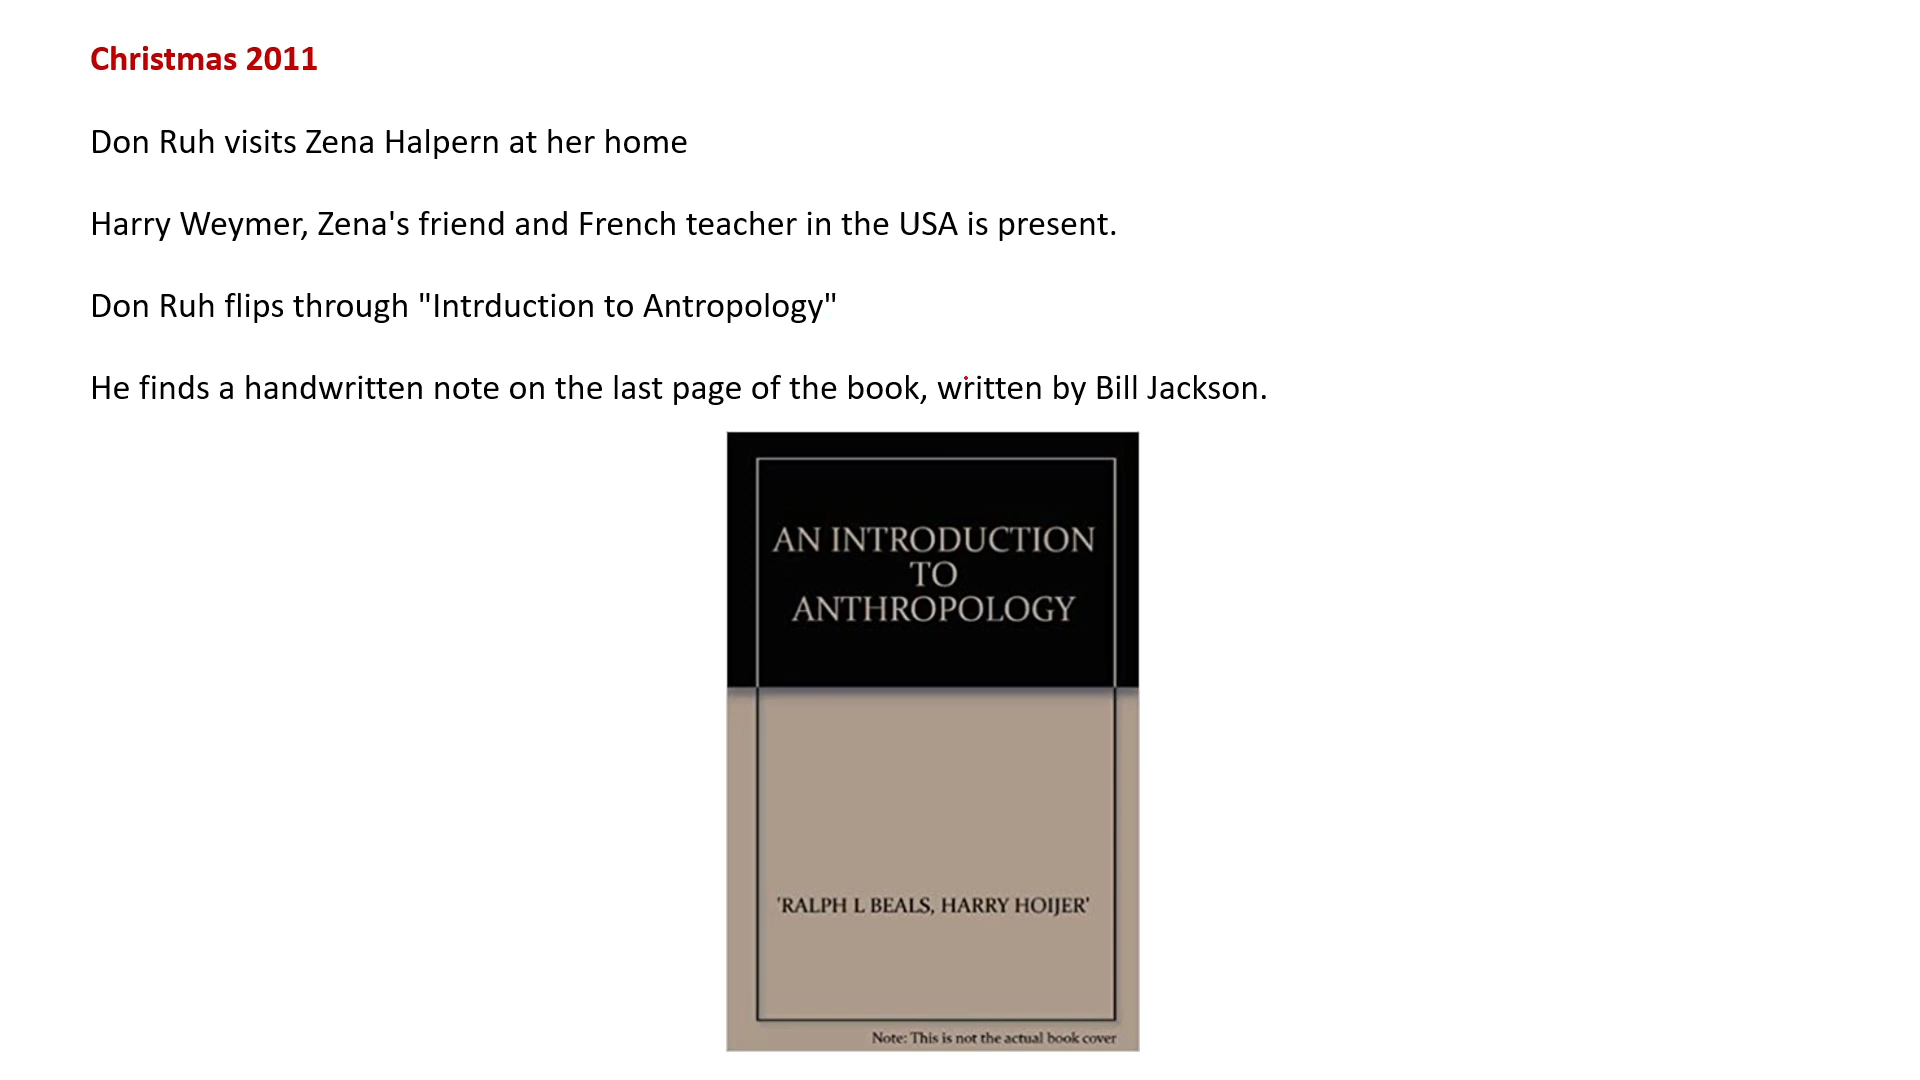 Christmas 2011
Don Ruh visits Zena Halpern at her home
Harry Weymer, Zena's friend and French teacher in the USA is present.
Don Ruh flips through "Intrduction to Antropology"
He finds a handwritten note on the last page of the book, written by Bill Jackson.
AN INTRODUCTION
TO
ANTHROPOLOGY
'RALPH L BEALS, HARRY HOIJER'
Note: This is not the actual book cover